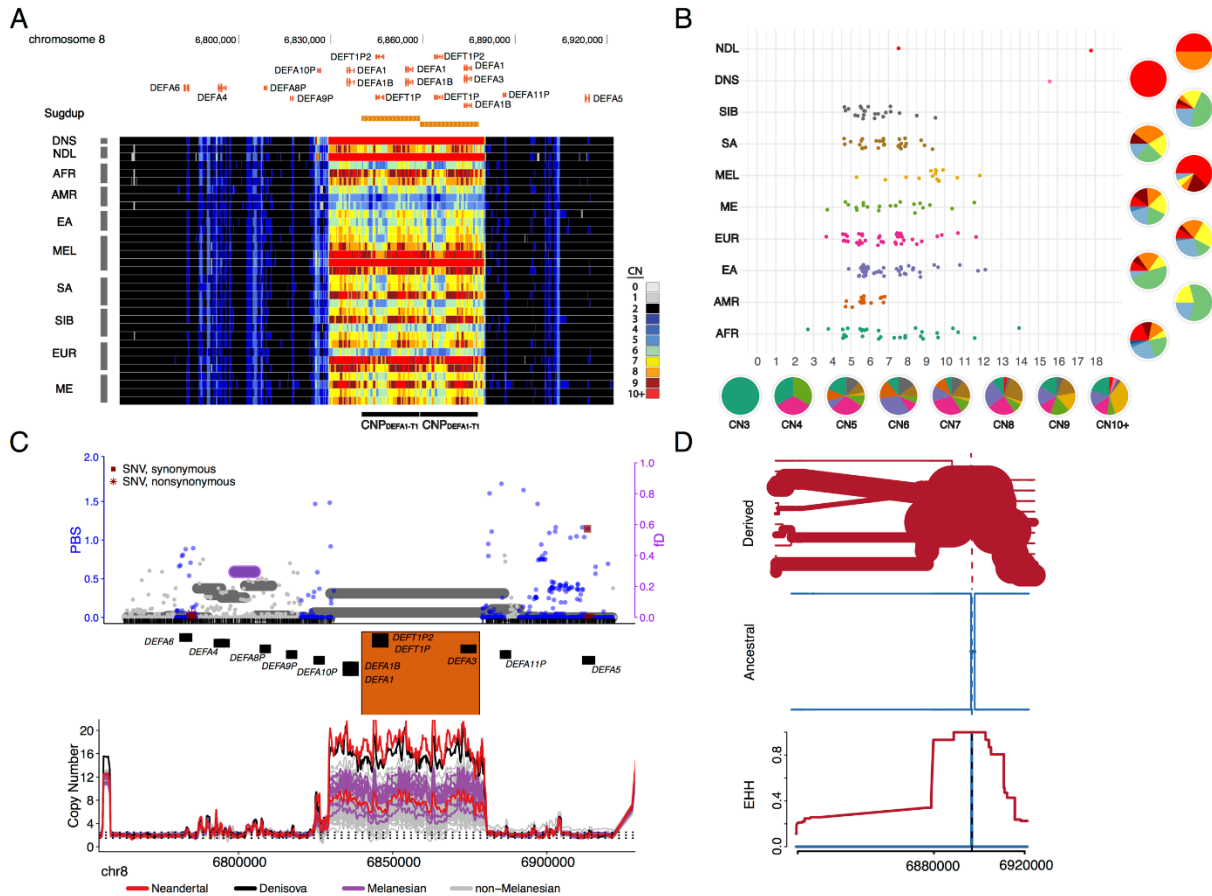 A
chromosome 8
6,800,000 6,830,000 6,860,000 6,890,000 6,920,000
DEFT1P2 DEFT1P2
DEFA10P DEFA1 DEFA1 DEFA1
DEFA1B DEFA1B DEFA3
DEFA6 DEFA8P
DEFA4 DEFA9P DEFT1P DEFT1P DEFA11P DEFA5
DEFA1B
Sugdup
DNS
NDL
AFR
AMR
EA
MEL
SA
SIB
EUR
ME
CN
0
1
2
3
4
5
6
7
8
9
10+
CNPDEFA1-T1 CNPDEFA1-T1
B
NDL
DNS
SIB
SA
MEL
ME
EUR
EA
AMR
AFR
0 1 2 3 4 5 6 7 8 9 10 11 12 13 14 15 16 17 18
CN3 CN4 CN5 CN6 CN7 CN8 CN9 CN10+
C
SNV, synonymous
SNV, nonsynonymous
PBS
2.0
1.5
1.0
0.5
0.0
fD
1.0
0.8
0.6
0.4
0.2
0.0
DEFA6
DEFA4
DEFA8P
DEFA9P
DEFA10P
DEFT1P2
DEFT1P
DEFA1B
DEFA1
DEFA3
DEFA11P
DEFA5
Copy Number
20
16
12
8
4
0
chr8
6800000 6850000 6900000
Neandertal Denisova Melanesian non-Melanesian
D
Derived
Ancestral
EHH
0.8
0.4
0.0
6880000 6920000